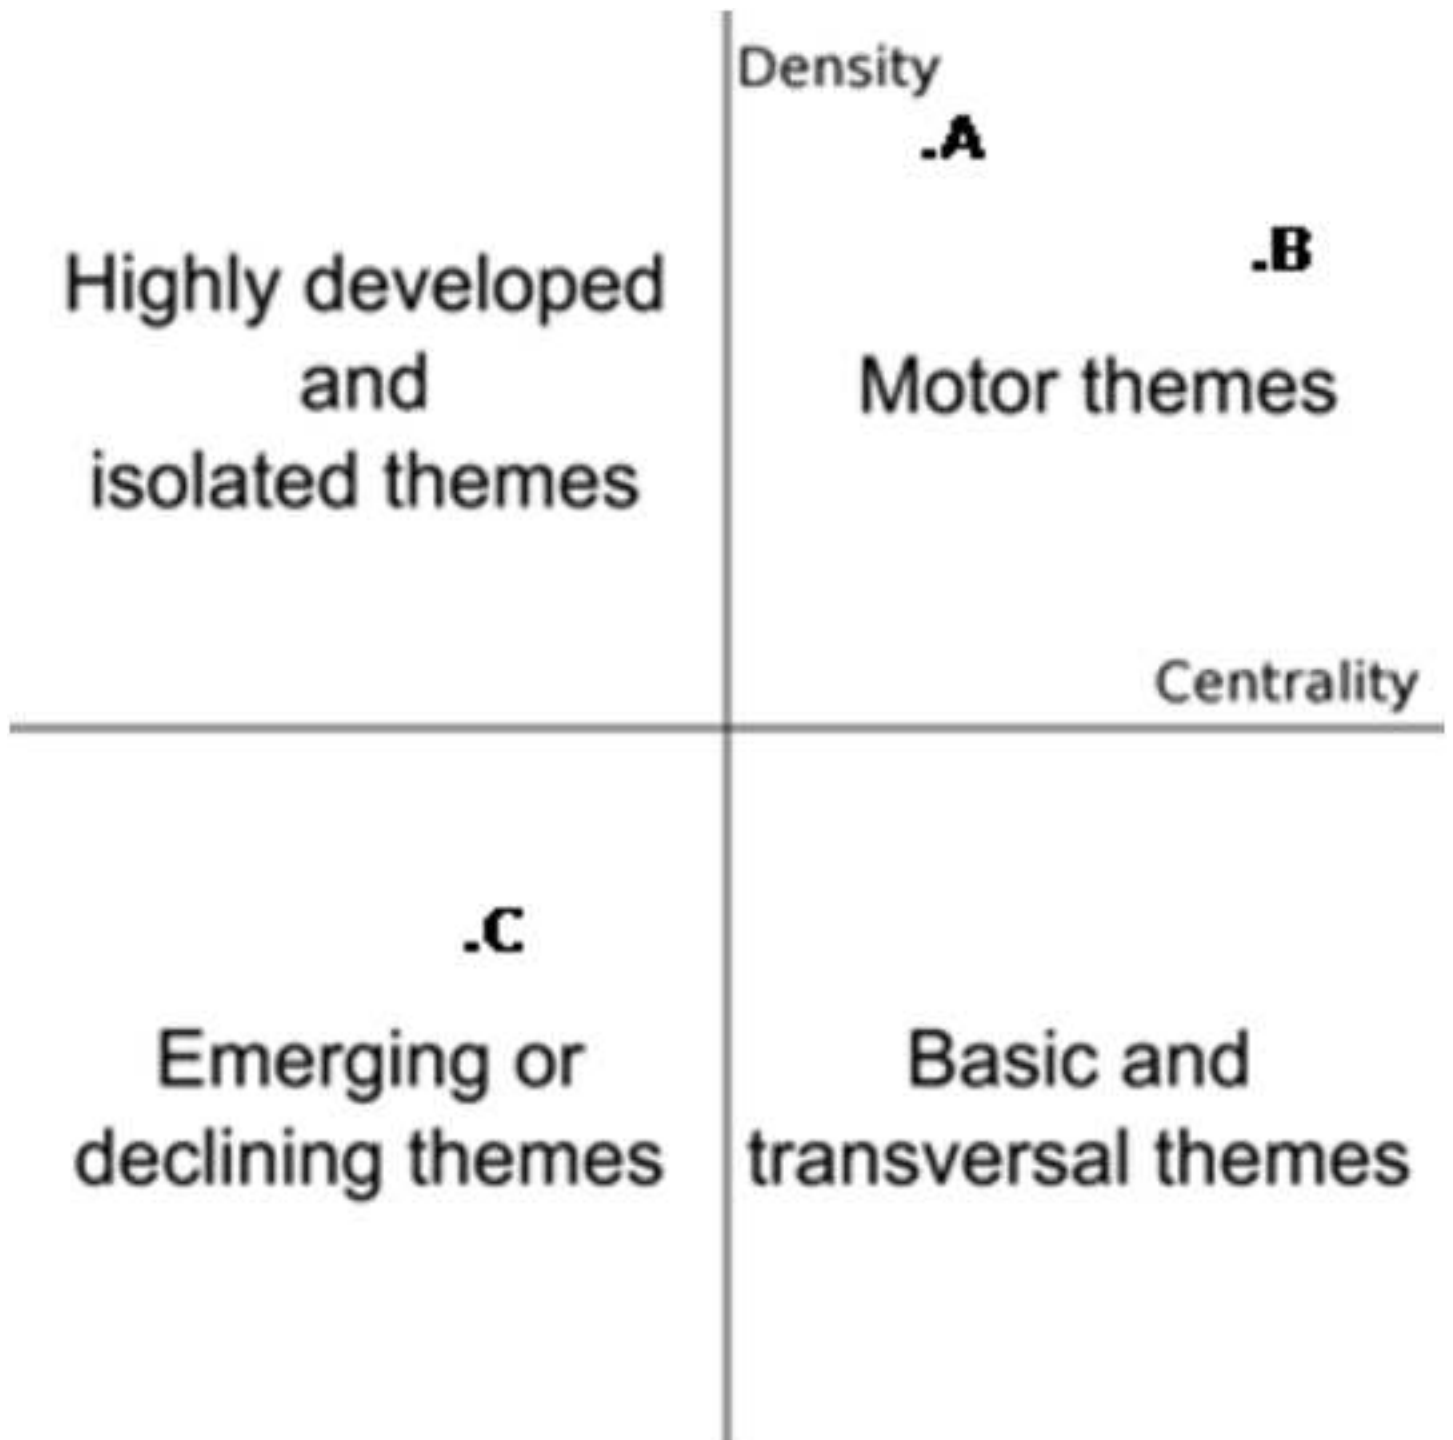 Density
.A
.B
Highly developed
and
isolated themes
Motor themes
Centrality
.C
Emerging or
declining themes
Basic and
transversal themes